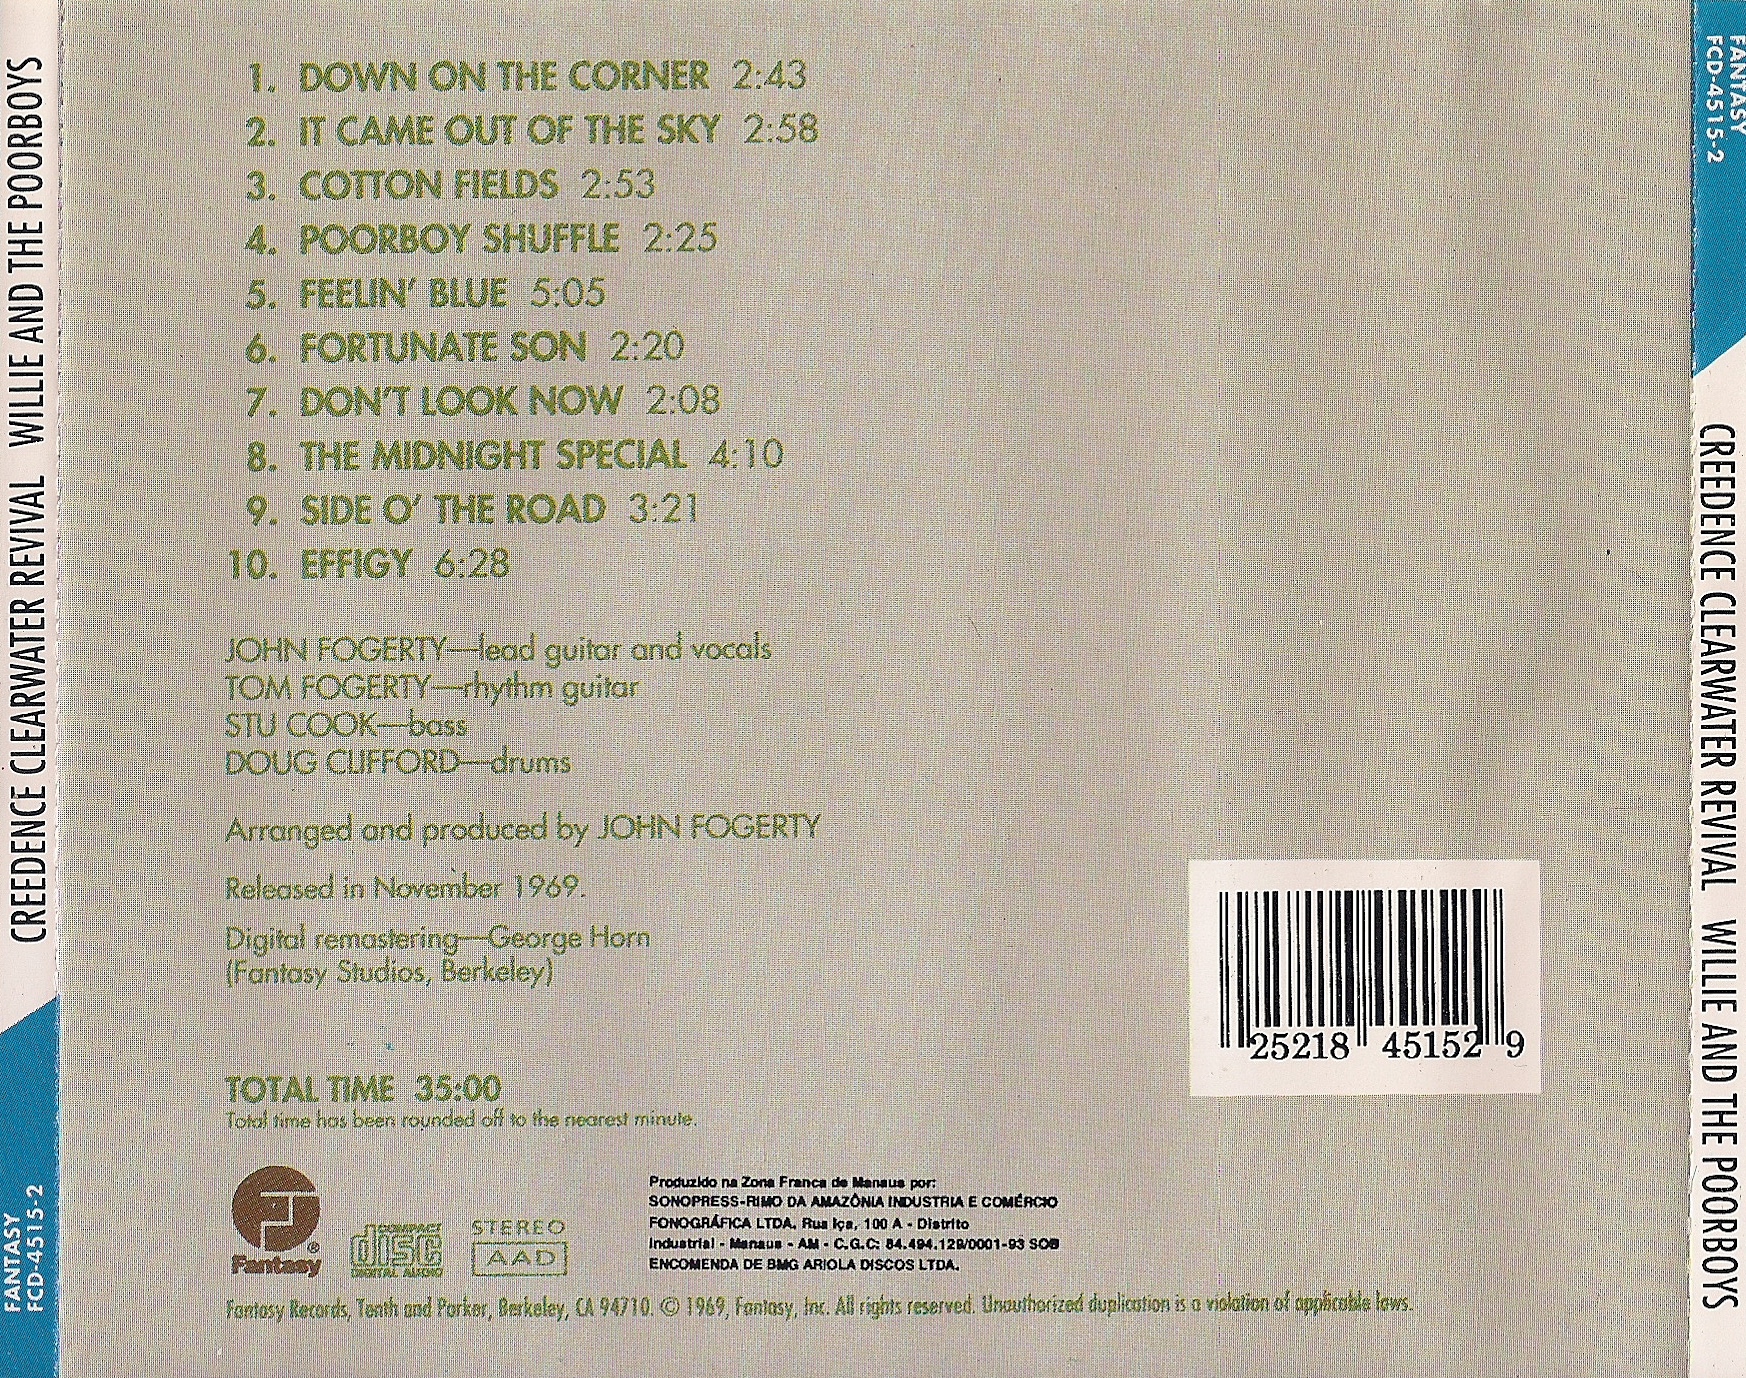 CREEDENCE CLEARWATER REVIVAL WILLIE AND THE POORBOYS
FANTASY
FCD-4515-2
1. DOWN ON THE CORNER 2:43
2. IT CAME OUT OF THE SKY 2:58
3. COTTON FIELDS 2:53
4. POORBOY SHUFFLE 2:25
5. FEELIN' BLUE 5:05
6. FORTUNATE SON 2:20
7. DON'T LOOK NOW 2:08
8. THE MIDNIGHT SPECIAL 4:10
9. SIDE O' THE ROAD 3:21
10. EFFIGY 6:28
JOHN FOGERTY—lead guitar and vocals
TOM FOGERTY—rhythm guitar
STU COOK—bass
DOUG CLIFFORD—drums
Arranged and produced by JOHN FOGERTY
Released in November 1969.
Digital remastering—George Horn
(Fantasy Studios, Berkeley)
25218 45152 9
TOTAL TIME 35:00
Total time has been rounded off to the nearest minute.
Fantasy ®
COMPACT
disc
DIGITAL AUDIO
STEREO
AAD
Produzido na Zona Franca de Manaus por:
SONOPRESS-RIMO DA AMAZÔNIA INDUSTRIA E COMÉRCIO
FONOGRÁFICA LTDA. Rua Içа, 100 A - Distrito
Industrial - Manaus - AM - C.G.C: 84.494.129/0001-93 SOB
ENCOMENDA DE BMG ARIOLA DISCOS LTDA.
Fantasy Records, Tenth and Parker, Berkeley, CA 94710. © 1969, Fantasy, Inc. All rights reserved. Unauthorized duplication is a violation of applicable laws.
FANTASY
FCD-4515-2
CREEDENCE CLEARWATER REVIVAL WILLIE AND THE POORBOYS